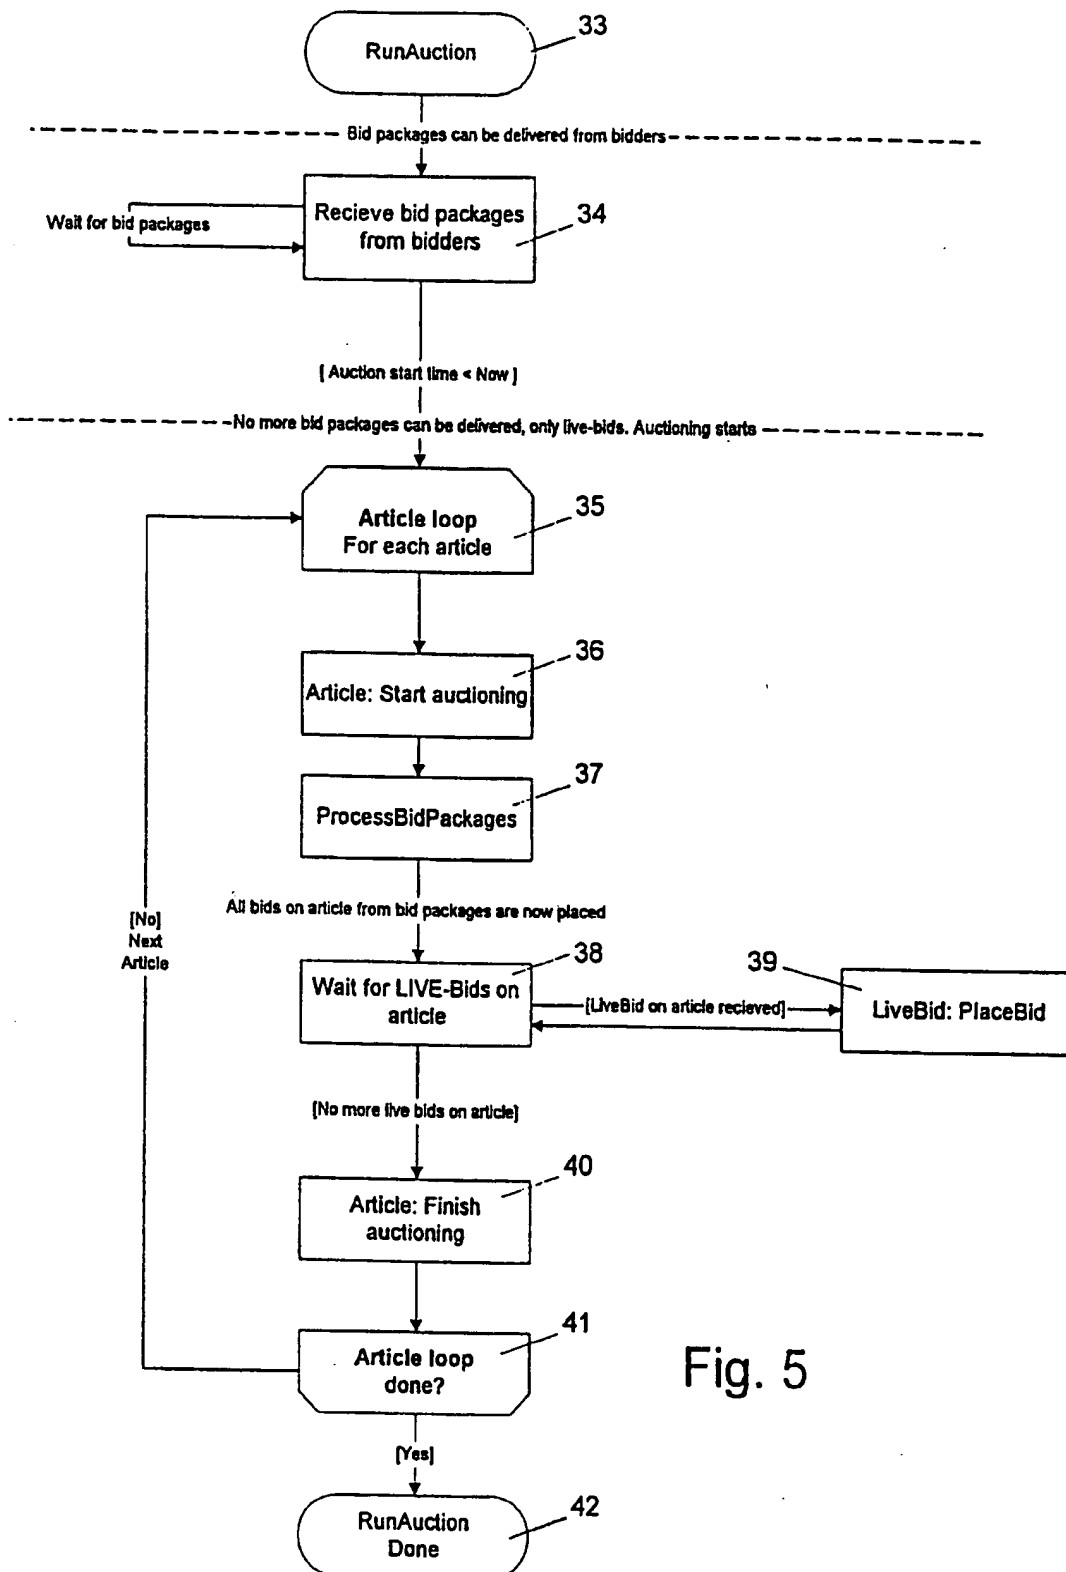 33
RunAuction
Bid packages can be delivered from bidders
Wait for bid packages
Recieve bid packages
from bidders
34
[ Auction start time < Now ]
No more bid packages can be delivered, only live-bids. Auctioning starts
Article loop
For each article
35
36
Article: Start auctioning
37
ProcessBidPackages
All bids on article from bid packages are now placed
[No]
Next
Article
38
Wait for LIVE-Bids on
article
[LiveBid on article recieved]
39
LiveBid: PlaceBid
[No more live bids on article]
40
Article: Finish
auctioning
41
Article loop
done?
Fig. 5
[Yes]
42
RunAuction
Done